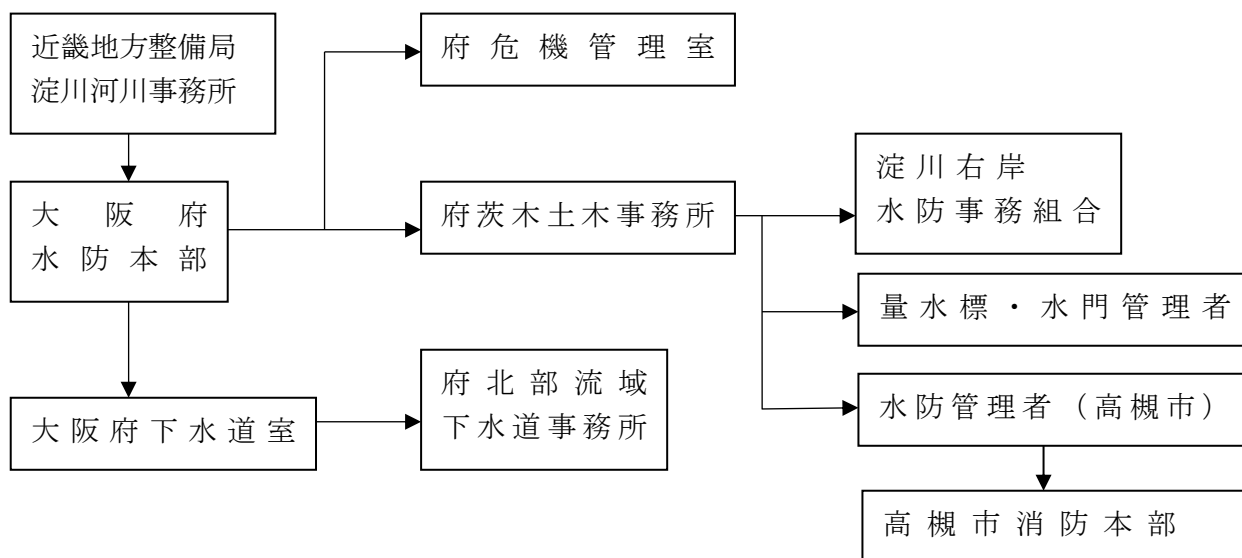 近畿地方整備局
淀川河川事務所
府危機管理室
大阪府
水防本部
府茨木土木事務所
淀川右岸
水防事務組合
量水標・水門管理者
水防管理者（高槻市）
高槻市消防本部
大阪府下水道室
府北部流域
下水道事務所